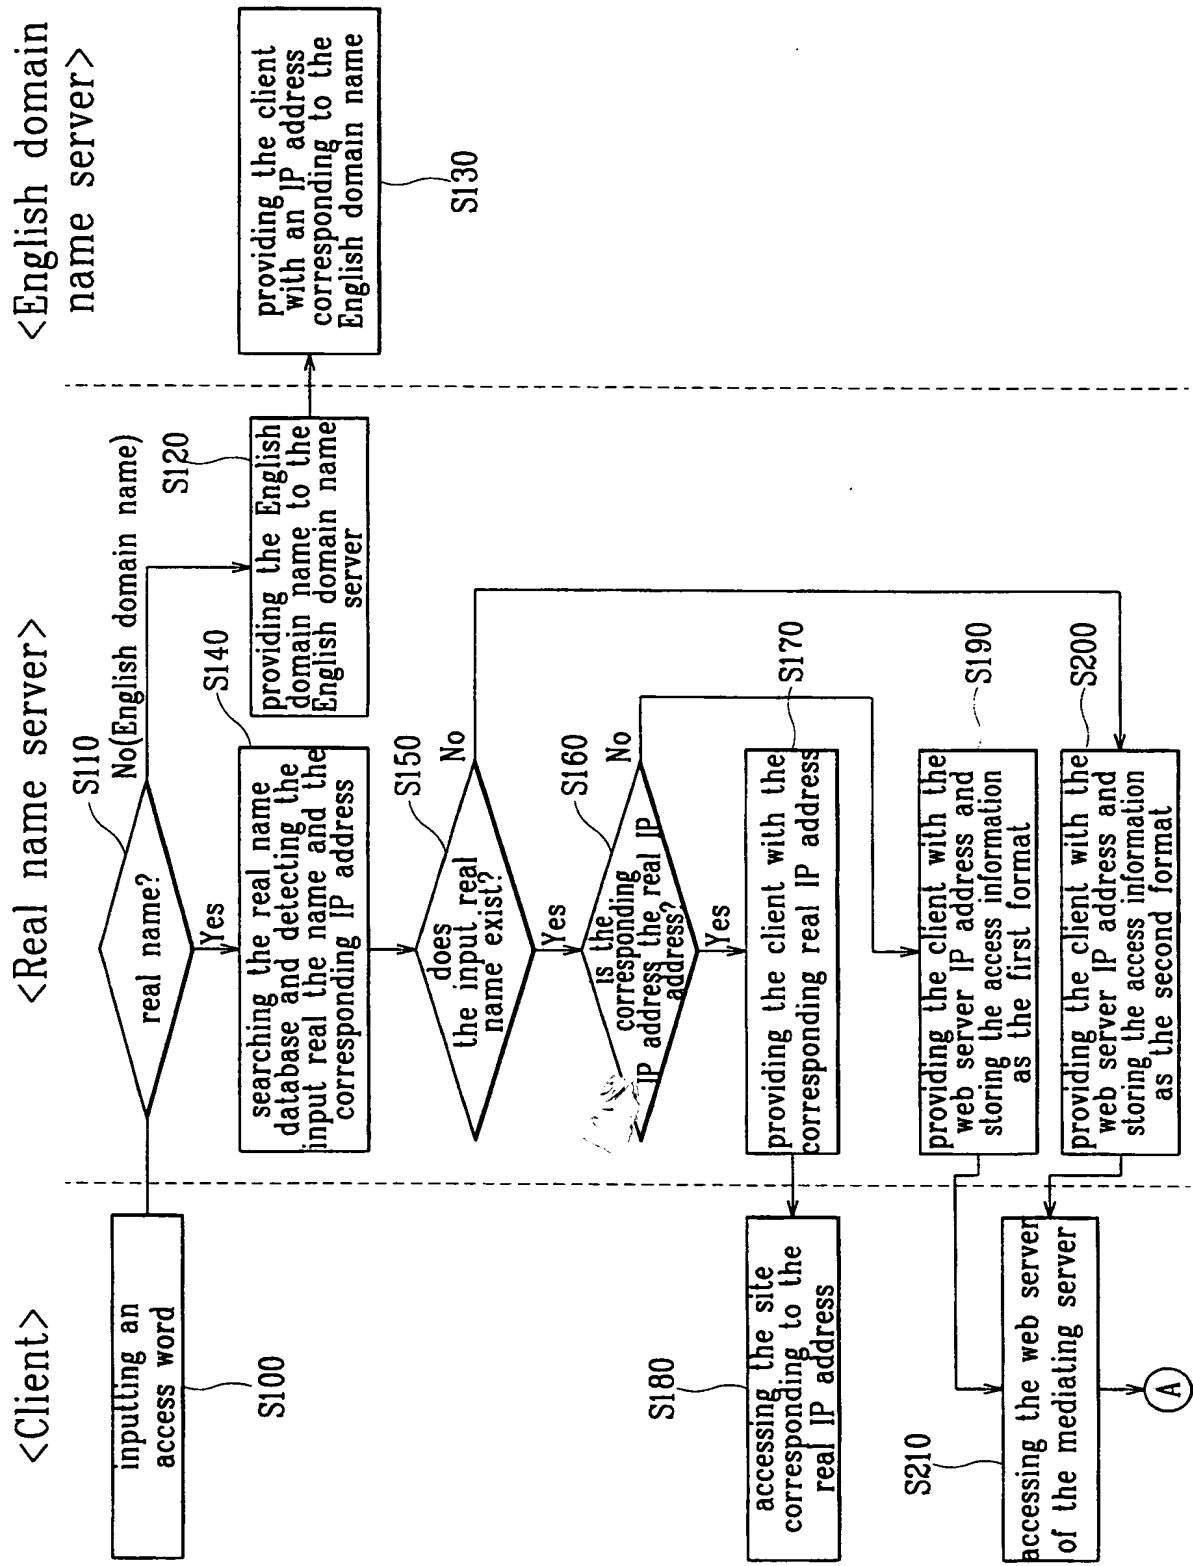 <Client>
<Real name server>
<English domain
name server>
inputting an
access word
S100
real name?
S110
No(English domain name)
Yes
providing the English
domain name to the
English domain name
server
S120
providing the client
with an IP address
corresponding to the
English domain name
S130
searching the real name
database and detecting the
input real the name and the
corresponding IP address
S140
does
the input real
name exist?
S150
No
Yes
is the
corresponding
IP address the real IP
address?
S160
No
Yes
providing the client with the
corresponding real IP address
S170
accessing the site
corresponding to the
real IP address
S180
providing the client with the
web server IP address and
storing the access information
as the first format
S190
providing the client with the
web server IP address and
storing the access information
as the second format
S200
accessing the web server
of the mediating server
S210
A